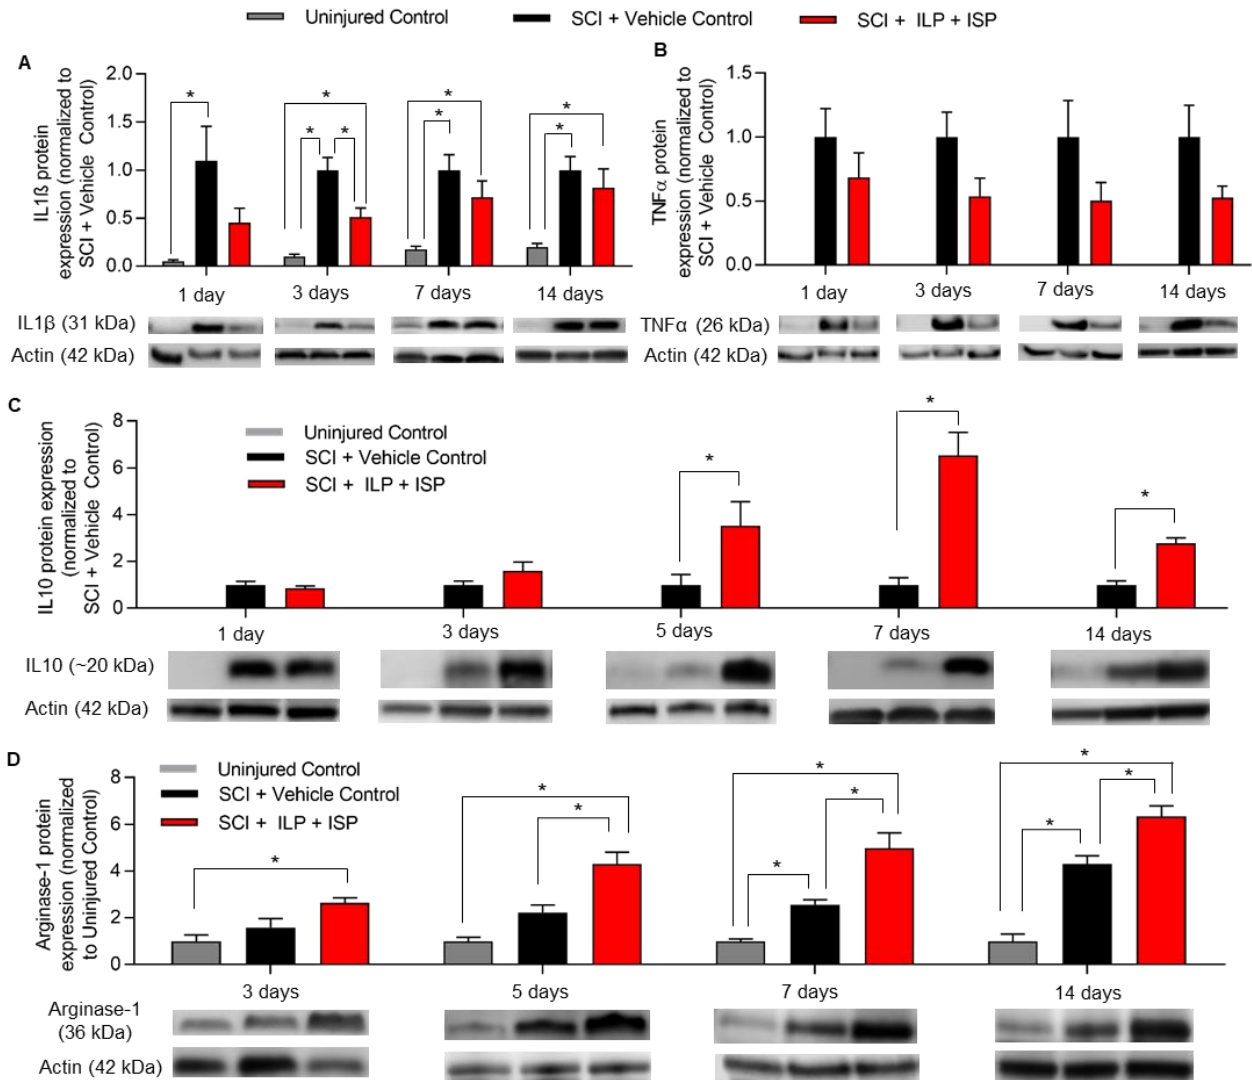 Uninjured Control
SCI + Vehicle Control
SCI + ILP + ISP
A
IL1ß protein
expression (normalized to
SCI + Vehicle Control)
2.0
1.5
1.0
0.5
0.0
*
*
*
*
*
*
*
*
1 day
3 days
7 days
14 days
IL1β (31 kDa)
Actin (42 kDa)
B
TNFα protein
expression (normalized to
SCI + Vehicle Control)
1.5
1.0
0.5
0.0
1 day
3 days
7 days
14 days
TNFα (26 kDa)
Actin (42 kDa)
C
IL10 protein expression
(normalized to
SCI + Vehicle Control)
8
6
4
2
0
Uninjured Control
SCI + Vehicle Control
SCI + ILP + ISP
*
*
*
1 day
3 days
5 days
7 days
14 days
IL10 (~20 kDa)
Actin (42 kDa)
D
Arginase-1 protein
expression (normalized
to Uninjured Control)
8
6
4
2
0
Uninjured Control
SCI + Vehicle Control
SCI + ILP + ISP
*
*
*
*
*
*
*
*
*
3 days
5 days
7 days
14 days
Arginase-1
(36 kDa)
Actin (42 kDa)